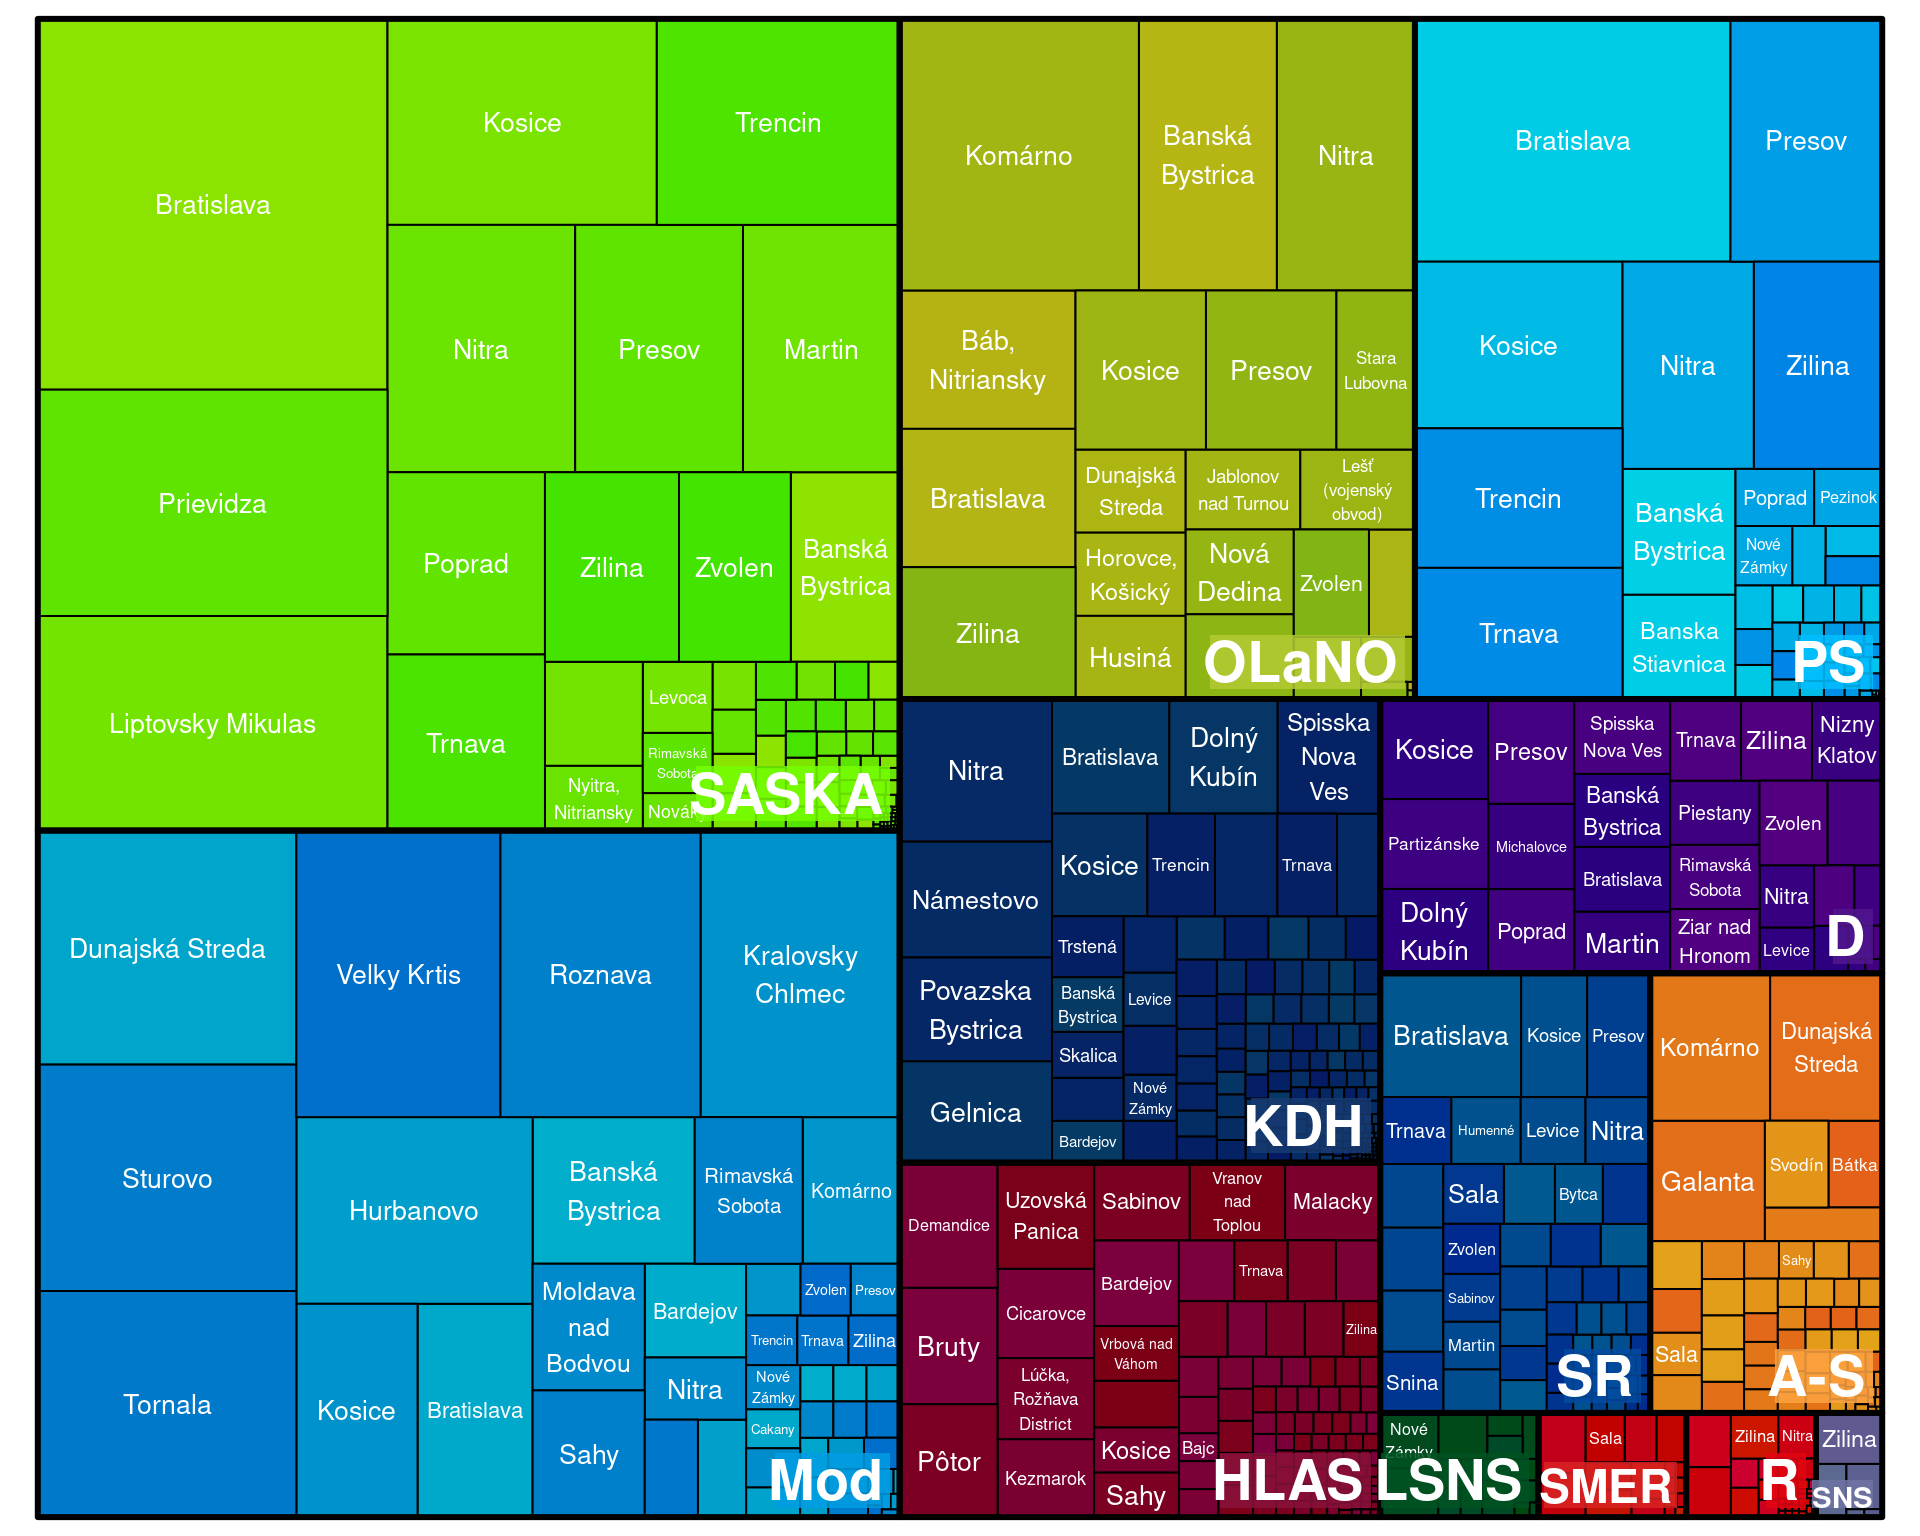 Bratislava
Kosice
Trencin
Nitra
Presov
Martin
Prievidza
Liptovsky Mikulas
Poprad
Zilina
Zvolen
Banská
Bystrica
Trnava
Levoca
Rimavská
Sobota
Nyitra,
Nitriansky
SASKA
Komárno
Banská
Bystrica
Nitra
Báb,
Nitriansky
Kosice
Presov
Stara
Lubovna
Bratislava
Dunajská
Streda
Jablonov
nad Turnou
Lešť
(vojenský
obvod)
Horovce,
Košický
Nová
Dedina
Zvolen
Zilina
Husiná
OLaNO
Bratislava
Presov
Kosice
Nitra
Zilina
Trencin
Banská
Bystrica
Poprad
Pezinok
Nové
Zámky
Trnava
Banska
Stiavnica
PS
Dunajská Streda
Velky Krtis
Roznava
Kralovsky
Chlmec
Sturovo
Hurbanovo
Banská
Bystrica
Rimavská
Sobota
Komárno
Tornala
Kosice
Bratislava
Moldava
nad
Bodvou
Bardejov
Zvolen
Presov
Trencin
Trnava
Zilina
Nitra
Nové
Zámky
Cakany
Sahy
Mod
Nitra
Bratislava
Dolný
Kubín
Spisska
Nova
Ves
Kosice
Trencin
Trnava
Námestovo
Trstená
Povazska
Bystrica
Banská
Bystrica
Levice
Skalica
Nové
Zámky
Gelnica
Bardejov
KDH
Kosice
Presov
Spisska
Nova Ves
Trnava
Zilina
Nizny
Klatov
Partizánske
Michalovce
Banská
Bystrica
Piestany
Zvolen
Bratislava
Rimavská
Sobota
Nitra
Dolný
Kubín
Poprad
Martin
Ziar nad
Hronom
Levice
D
Demandice
Uzovská
Panica
Sabinov
Vranov
nad
Toplou
Malacky
Bardejov
Trnava
Cicarovce
Bruty
Vrbová nad
Váhom
Zilina
Lúčka,
Rožňava
District
Pôtor
Kosice
Bajc
Kezmarok
Sahy
HLAS
Bratislava
Kosice
Presov
Trnava
Humenné
Levice
Nitra
Sala
Bytca
Zvolen
Sabinov
Martin
Snina
SR
Komárno
Dunajská
Streda
Galanta
Svodín
Bátka
Sahy
Sala
A-S
Nové
Zámky
LSNS
Sala
SMER
Zilina
Nitra
R
Zilina
SNS